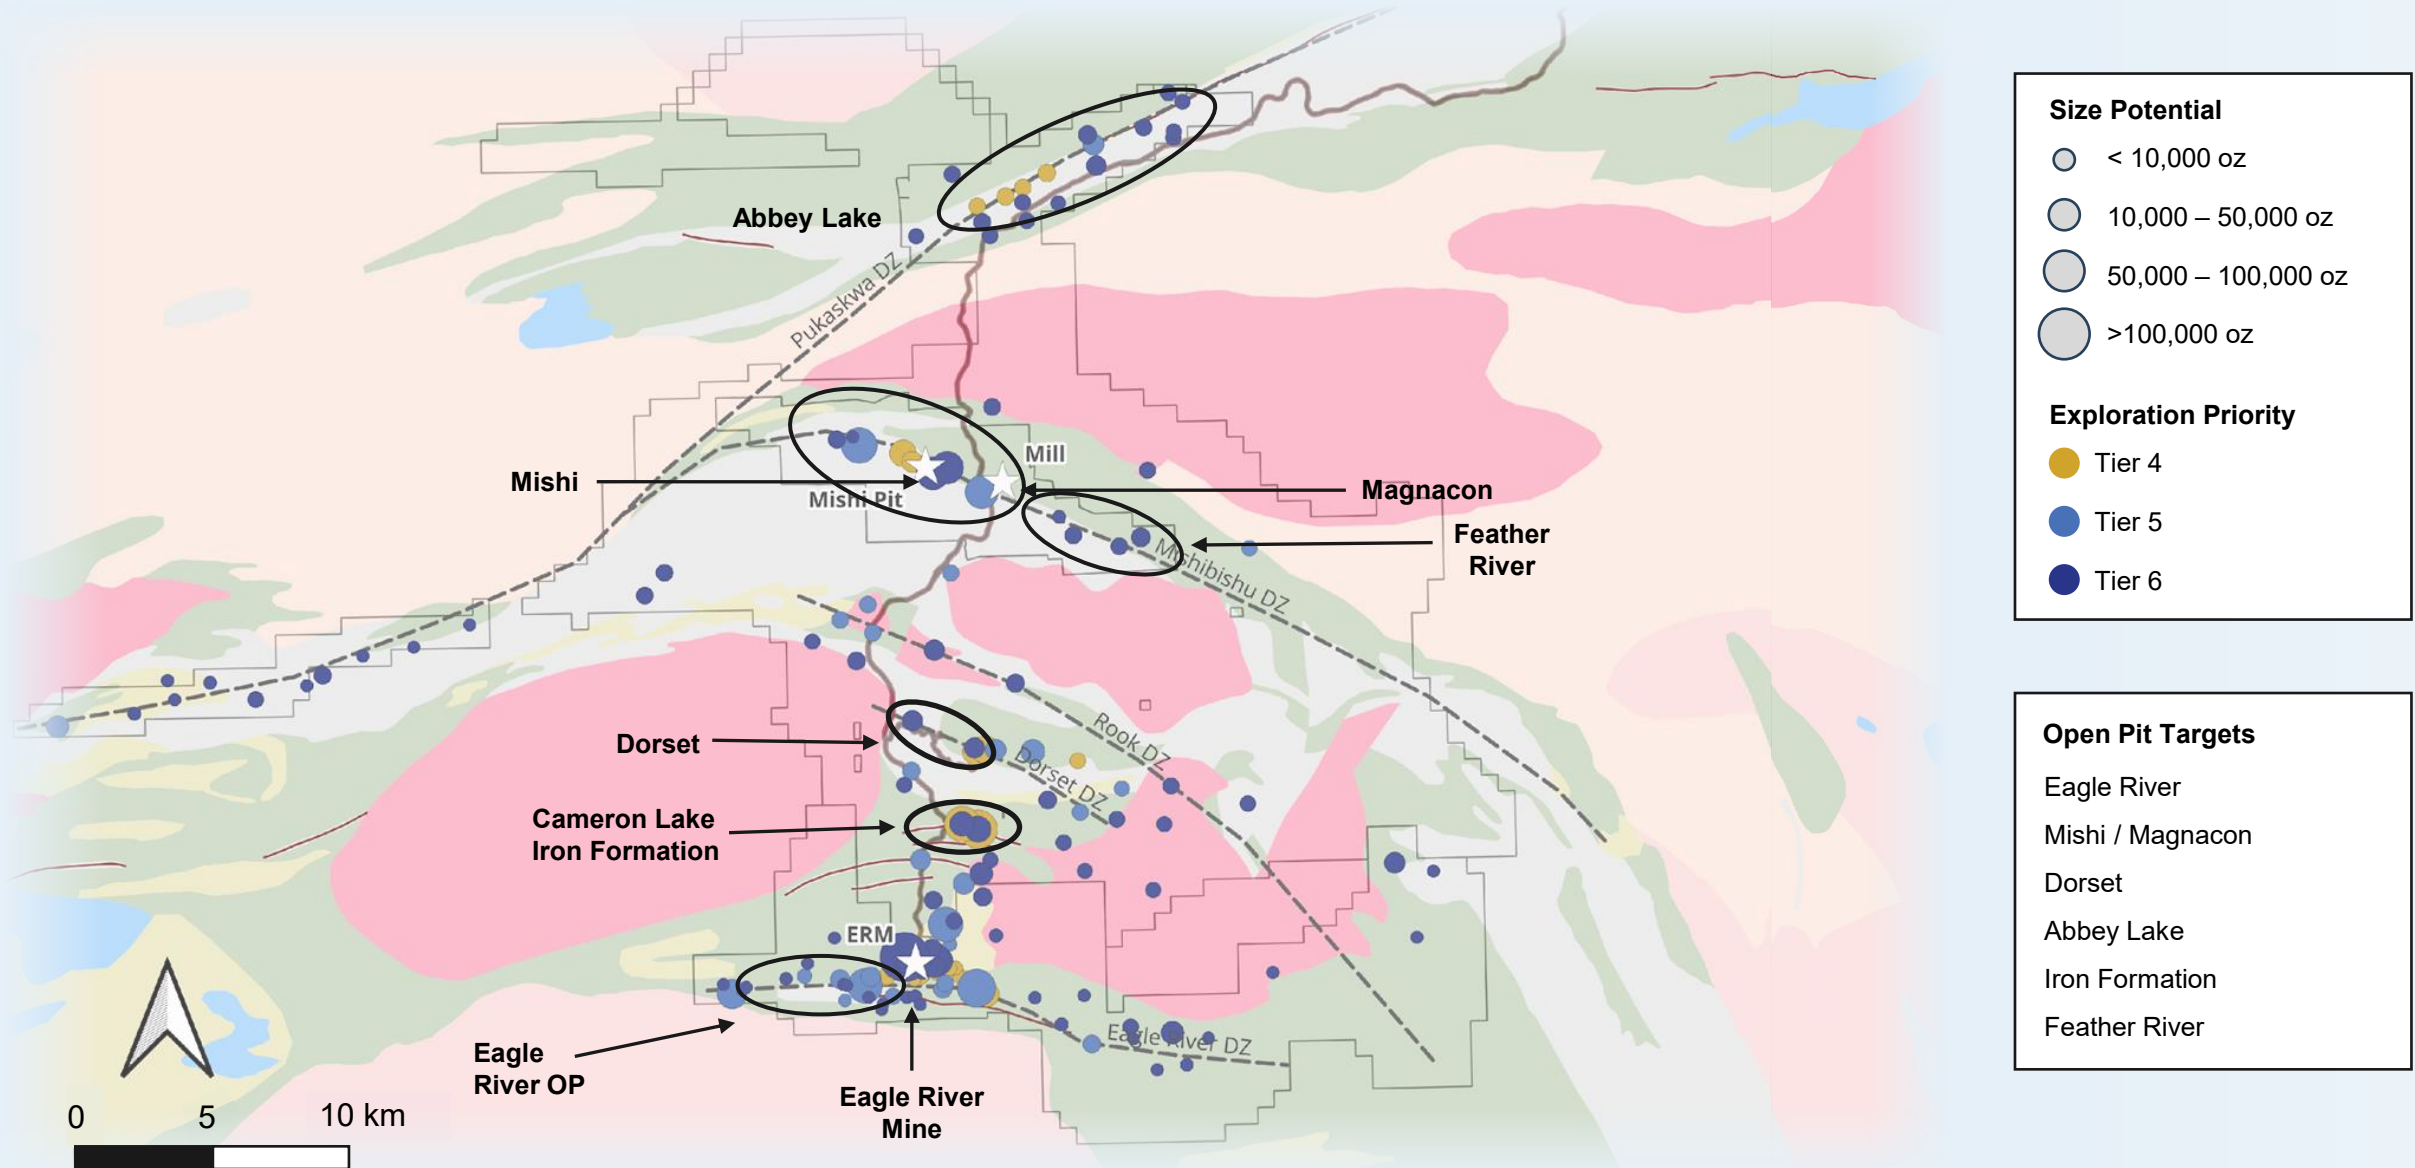 Abbey Lake
Pukaskwa DZ
Mishi
Mishi Pit
Mill
Magnacon
Feather
River
Mishibishu DZ
Dorset
Rook DZ
Dorset DZ
Cameron Lake
Iron Formation
ERM
Eagle
River OP
Eagle River
Mine
Eagle River DZ
0 5 10 km
Size Potential
< 10,000 oz
10,000 – 50,000 oz
50,000 – 100,000 oz
>100,000 oz
Exploration Priority
Tier 4
Tier 5
Tier 6
Open Pit Targets
Eagle River
Mishi / Magnacon
Dorset
Abbey Lake
Iron Formation
Feather River